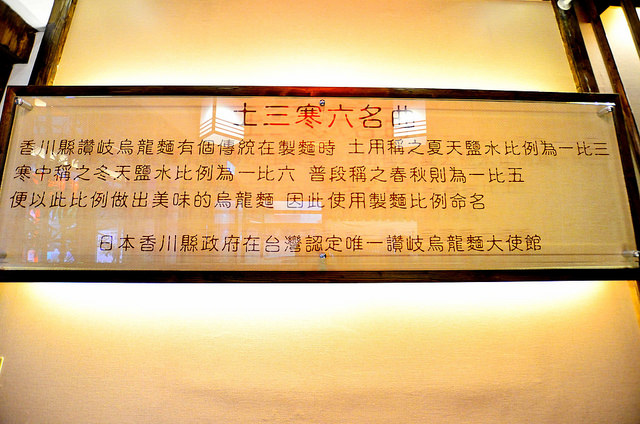 土三寒六名曲
香川縣讚岐烏龍麵有個傳統在製麵時 土用稱之夏天鹽水比例為一比三
寒中稱之冬天鹽水比例為一比六 普段稱之春秋則為一比五
便以此比例做出美味的烏龍麵 因此使用製麵比例命名
日本香川縣政府在台灣認定唯一讚岐烏龍麵大使館